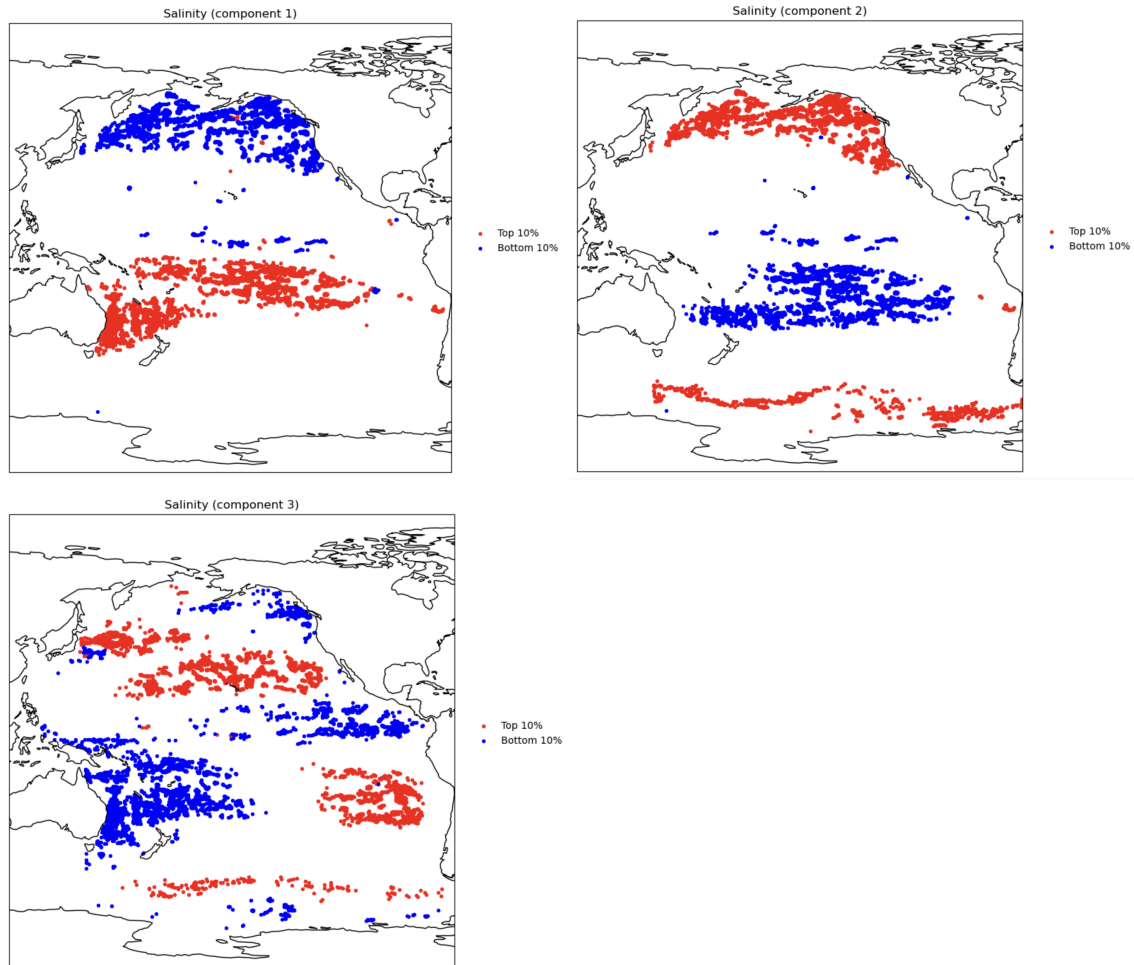 Salinity (component 1)
Top 10%
Bottom 10%
Salinity (component 2)
Top 10%
Bottom 10%
Salinity (component 3)
Top 10%
Bottom 10%